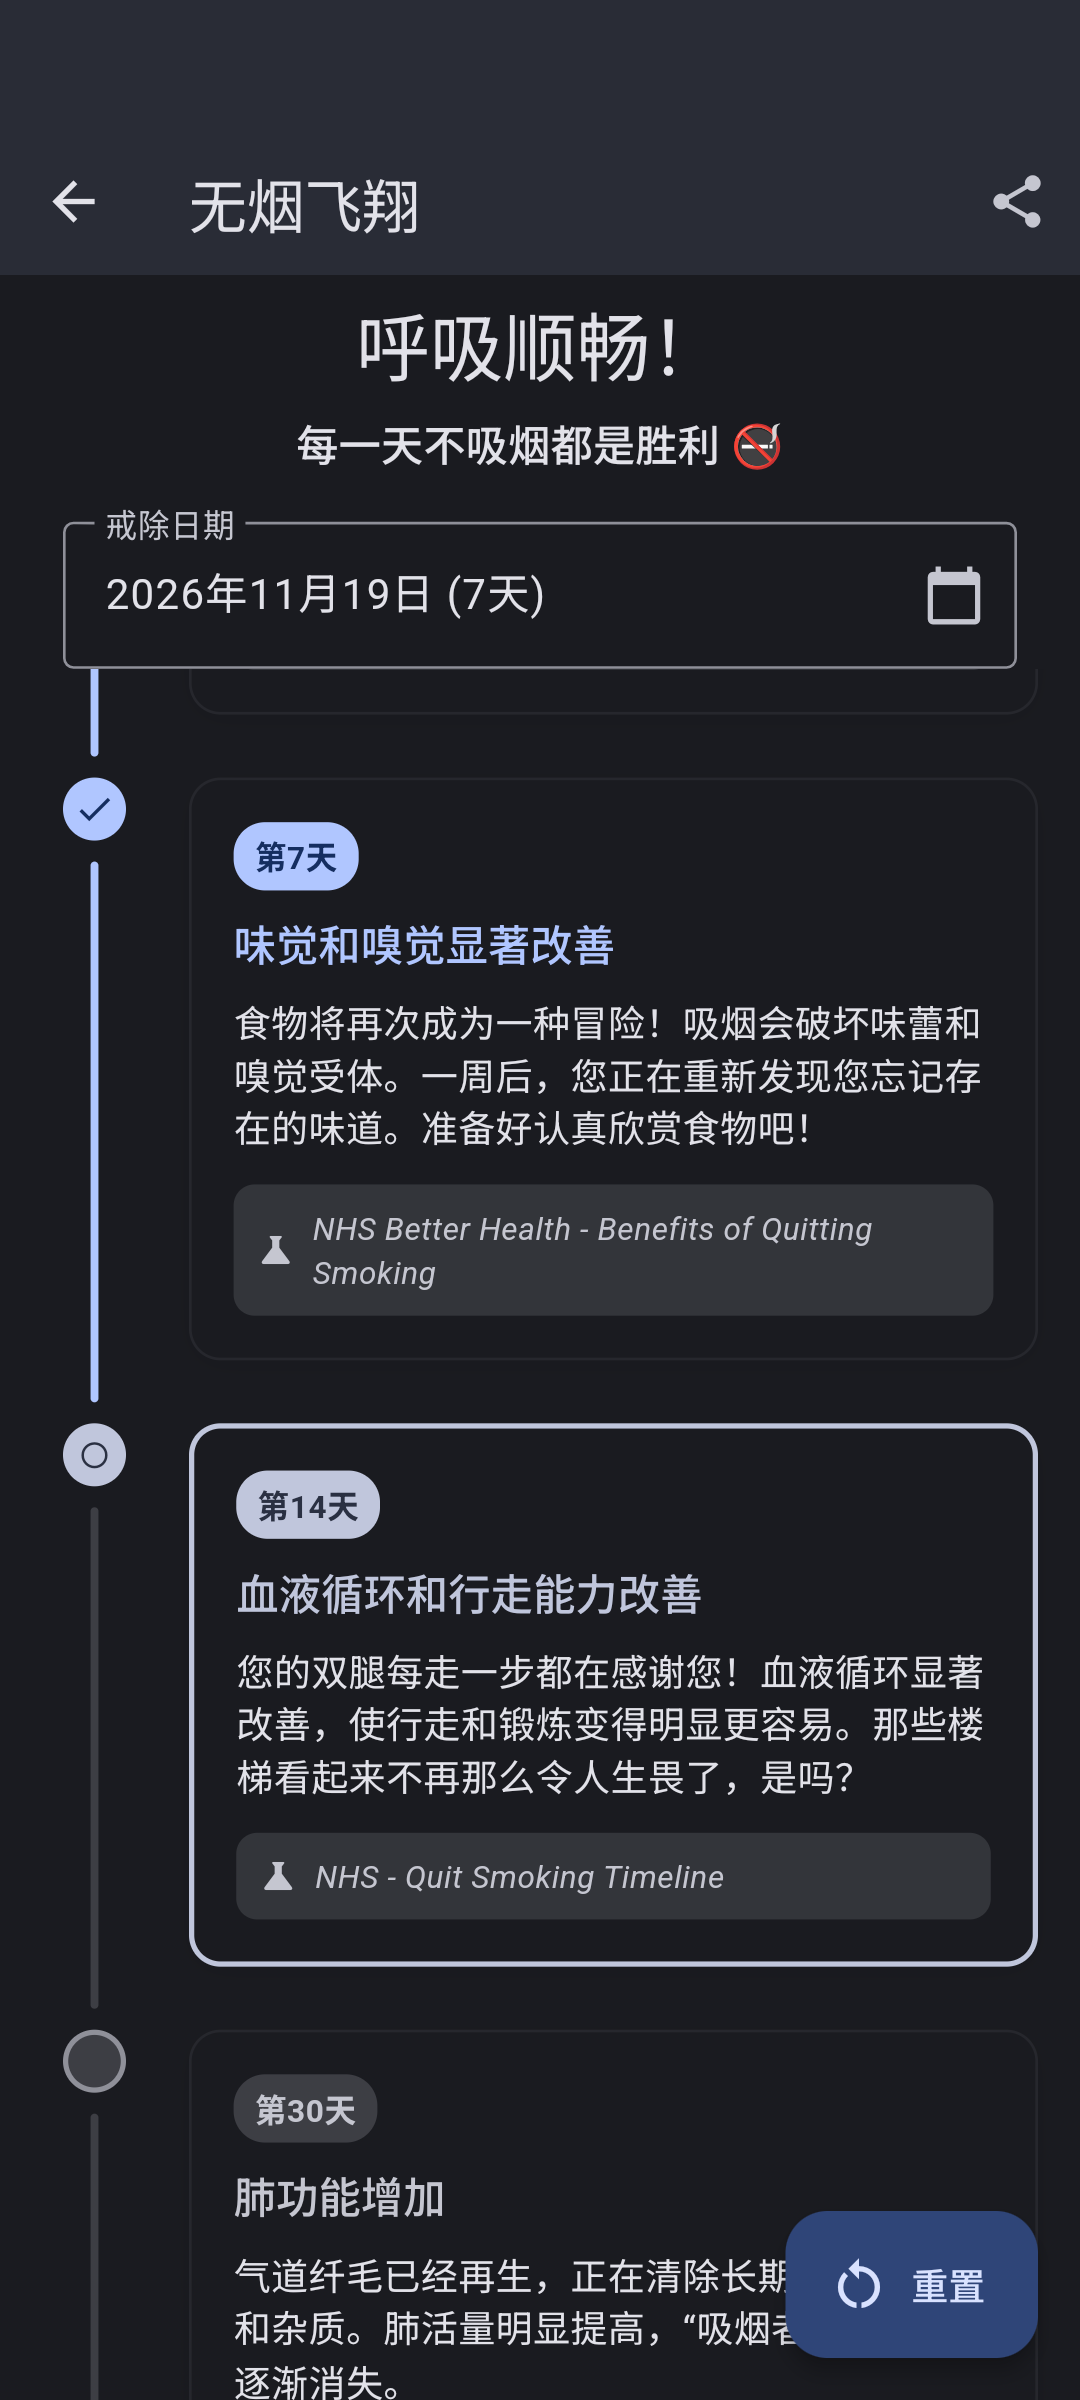 无烟飞翔
呼吸顺畅！
每一天不吸烟都是胜利 🚭
戒除日期
2026年11月19日 (7天)
第7天
味觉和嗅觉显著改善
食物将再次成为一种冒险！吸烟会破坏味蕾和
嗅觉受体。一周后，您正在重新发现您忘记存
在的味道。准备好认真欣赏食物吧！
NHS Better Health - Benefits of Quitting
Smoking
第14天
血液循环和行走能力改善
您的双腿每走一步都在感谢您！血液循环显著
改善，使行走和锻炼变得明显更容易。那些楼
梯看起来不再那么令人生畏了，是吗？
NHS - Quit Smoking Timeline
第30天
肺功能增加
气道纤毛已经再生，正在清除长期
和杂质。肺活量明显提高，“吸烟者
逐渐消失。
重置